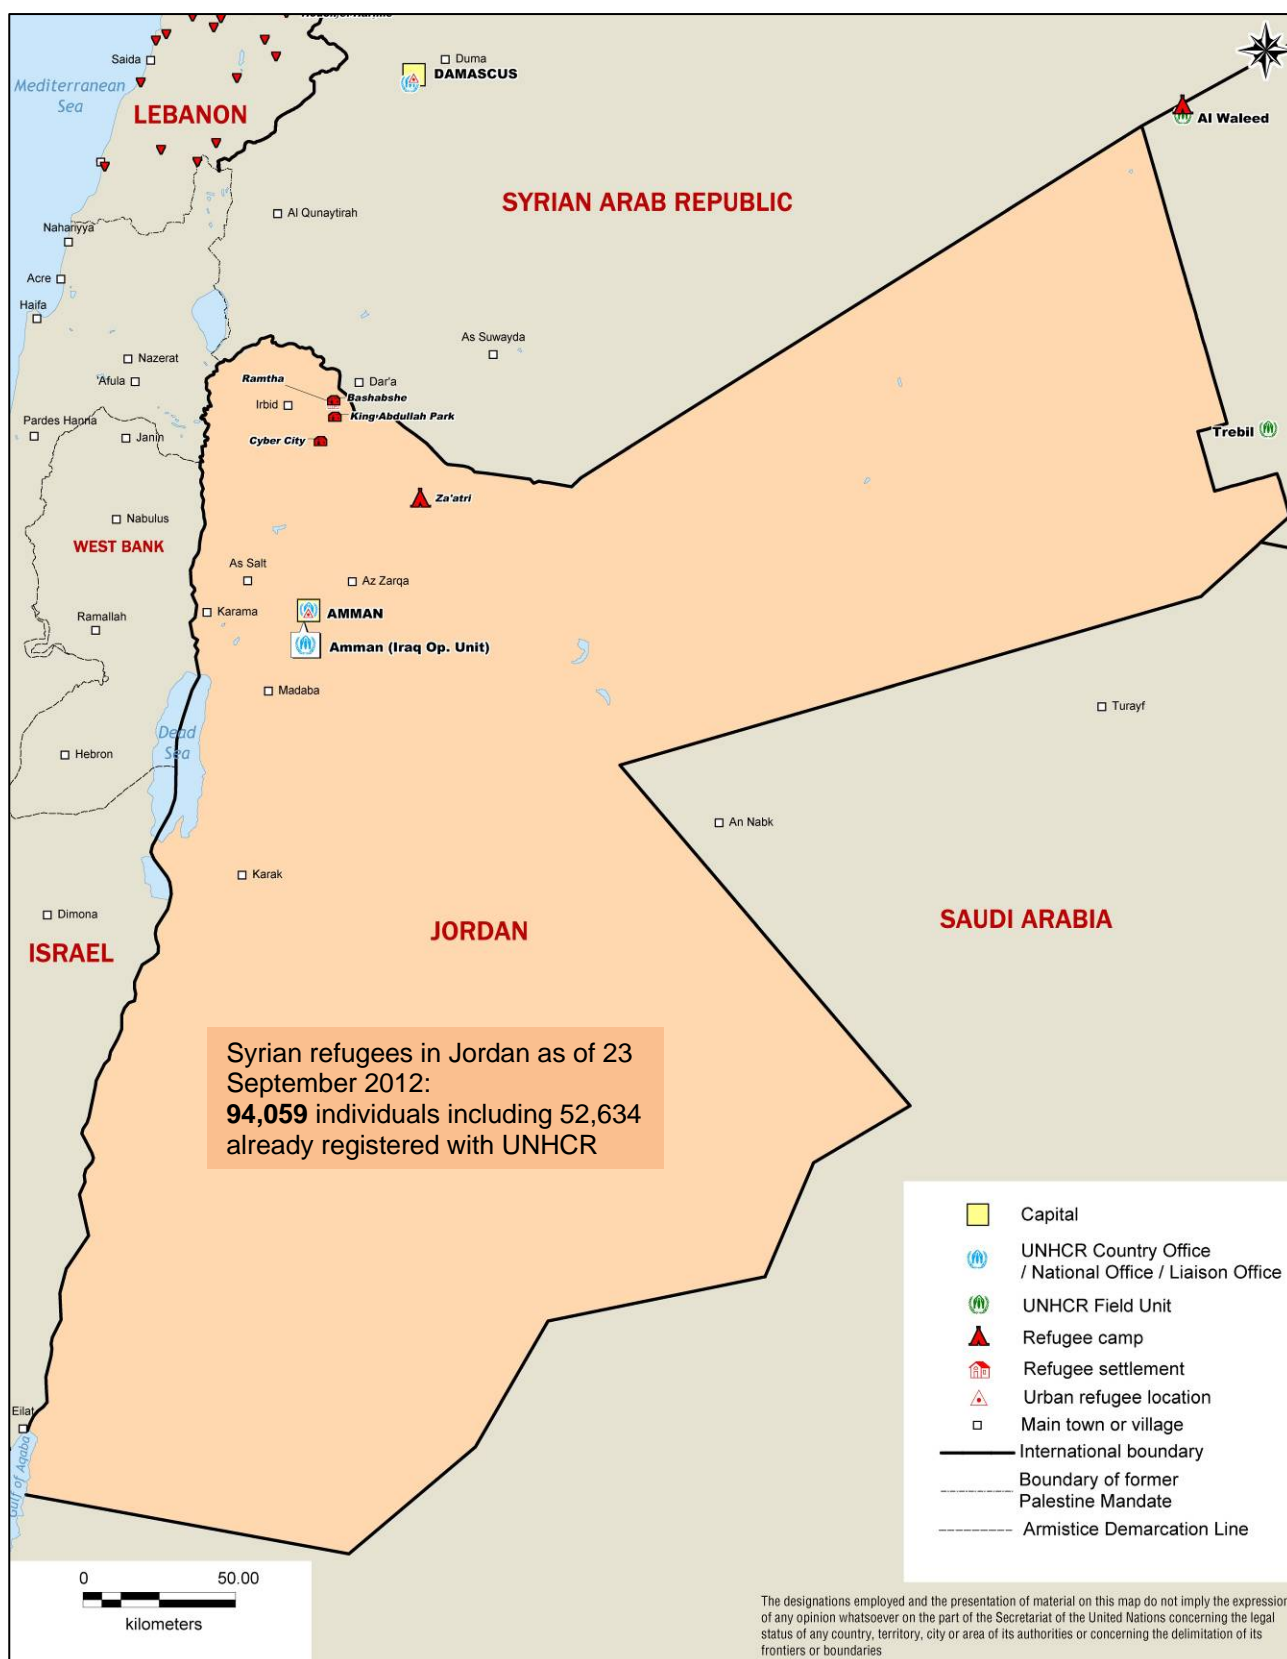 Saida
Duma
DAMASCUS
Mediterranean
Sea
LEBANON
Al Waleed
SYRIAN ARAB REPUBLIC
Al Qunaytirah
Nahariyya
Acre
Haifa
As Suwayda
Nazerat
'Afula
Ramtha
Dar'a
Bashabshe
Irbid
King Abdullah Park
Pardes Hanna
Janin
Cyber City
Trebil
Za'atri
Nabulus
WEST BANK
As Salt
Az Zarqa
Karama
AMMAN
Ramallah
Amman (Iraq Op. Unit)
Madaba
Turayf
Dead
Sea
Hebron
An Nabk
Karak
Dimona
SAUDI ARABIA
JORDAN
ISRAEL
Syrian refugees in Jordan as of 23
September 2012:
94,059 individuals including 52,634
already registered with UNHCR
Eilat
Gulf of Aqaba
Capital
UNHCR Country Office
/ National Office / Liaison Office
UNHCR Field Unit
Refugee camp
Refugee settlement
Urban refugee location
Main town or village
International boundary
Boundary of former
Palestine Mandate
Armistice Demarcation Line
0 50.00
kilometers
The designations employed and the presentation of material on this map do not imply the expression
of any opinion whatsoever on the part of the Secretariat of the United Nations concerning the legal
status of any country, territory, city or area of its authorities or concerning the delimitation of its
frontiers or boundaries